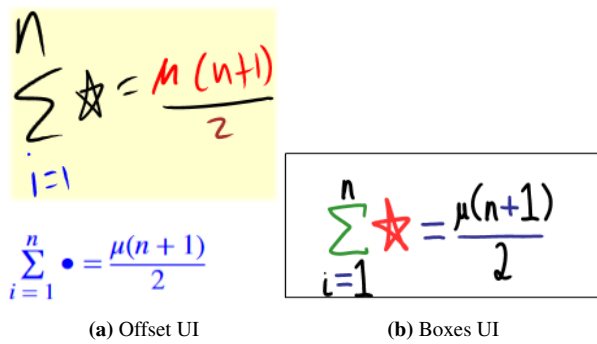 n
∑ ☆ = μ (n+1)
2
i=1
n
∑ • = μ(n + 1)
i = 1 2
(a) Offset UI
n
∑ ☆ = μ(n+1)
i=1 2
(b) Boxes UI